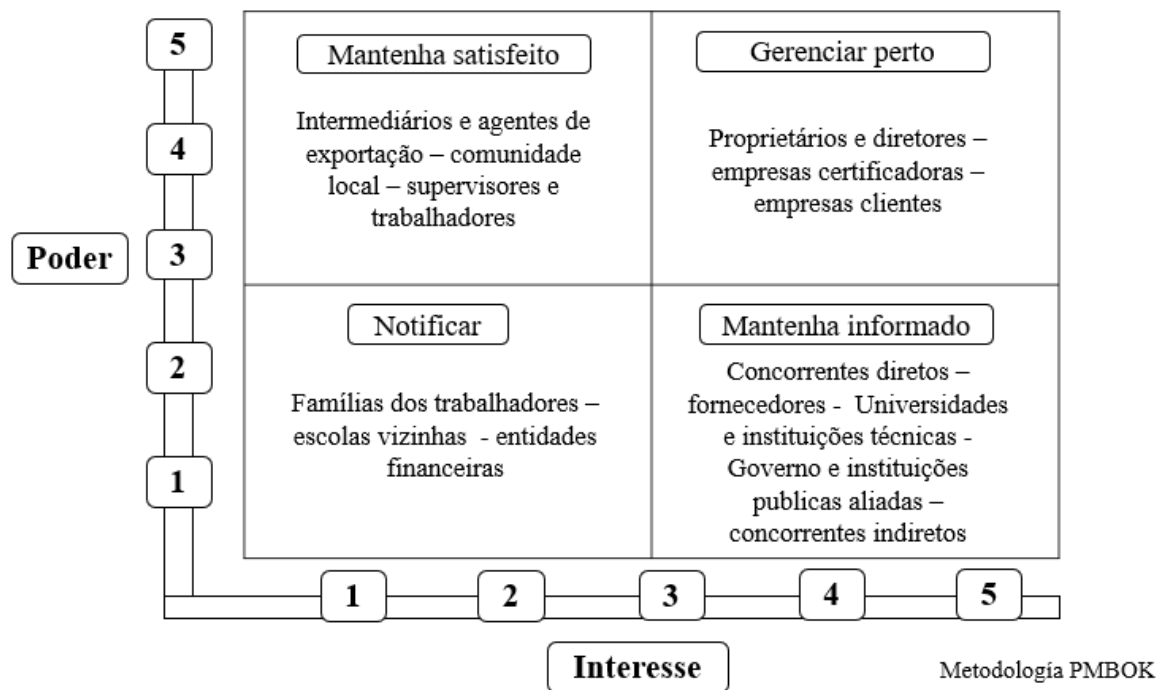 5
4
3
2
1
Poder
Mantenha satisfeito
Intermediários e agentes de
exportação – comunidade
local – supervisores e
trabalhadores
Gerenciar perto
Proprietários e diretores –
empresas certificadoras –
empresas clientes
Notificar
Famílias dos trabalhadores –
escolas vizinhas - entidades
financeiras
Mantenha informado
Concorrentes diretos –
fornecedores - Universidades
e instituições técnicas -
Governo e instituições
publicas aliadas –
concorrentes indiretos
1
2
3
4
5
Interesse
Metodología PMBOK